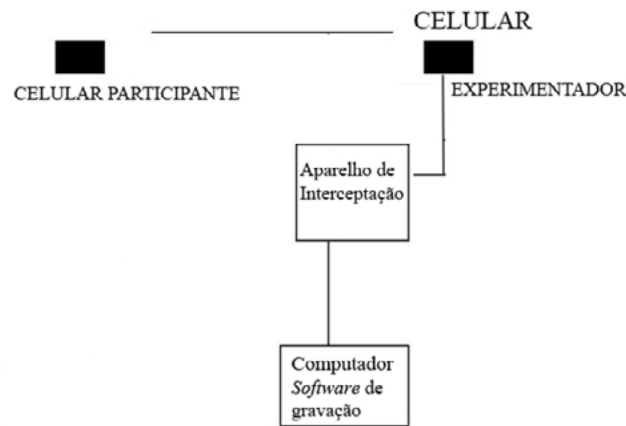 CELULAR
CELULAR PARTICIPANTE
EXPERIMENTADOR
Aparelho de
Interceptação
Computador
Software de
gravação